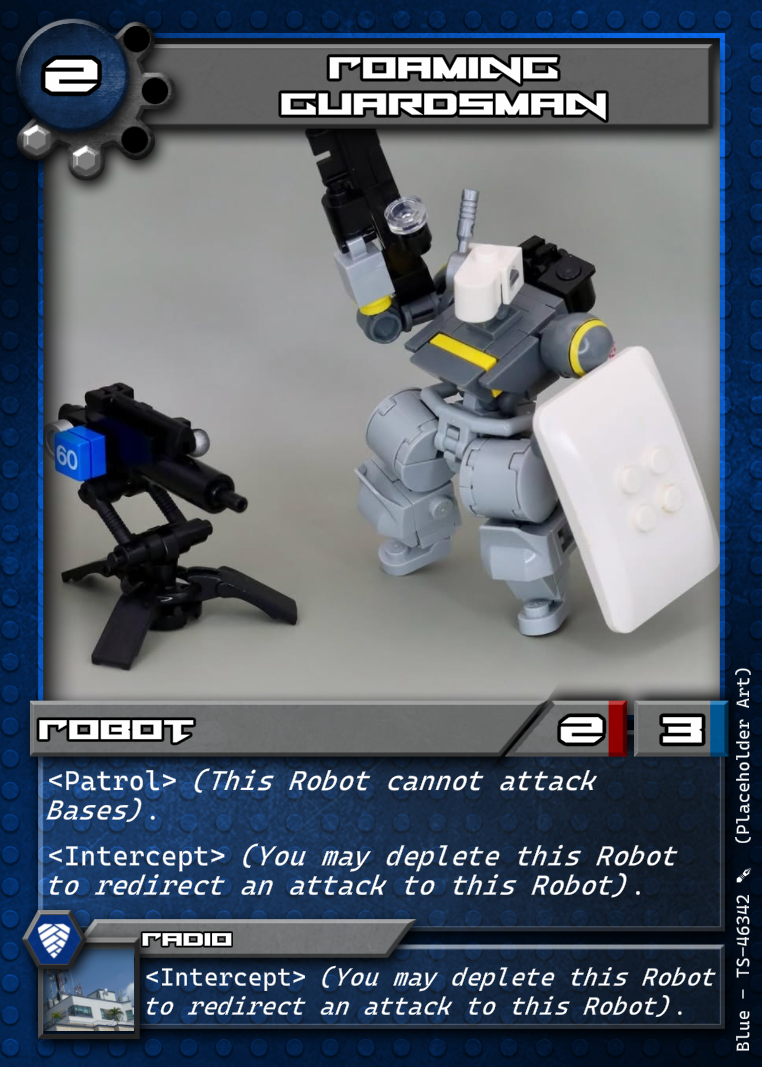 2
ROAMING
GUARDSMAN
60
ROBOT
2 3
<Patrol> (This Robot cannot attack
Bases).
<Intercept> (You may deplete this Robot
to redirect an attack to this Robot).
RADIO
<Intercept> (You may deplete this Robot
to redirect an attack to this Robot).
Blue – TS-46342 (Placeholder Art)